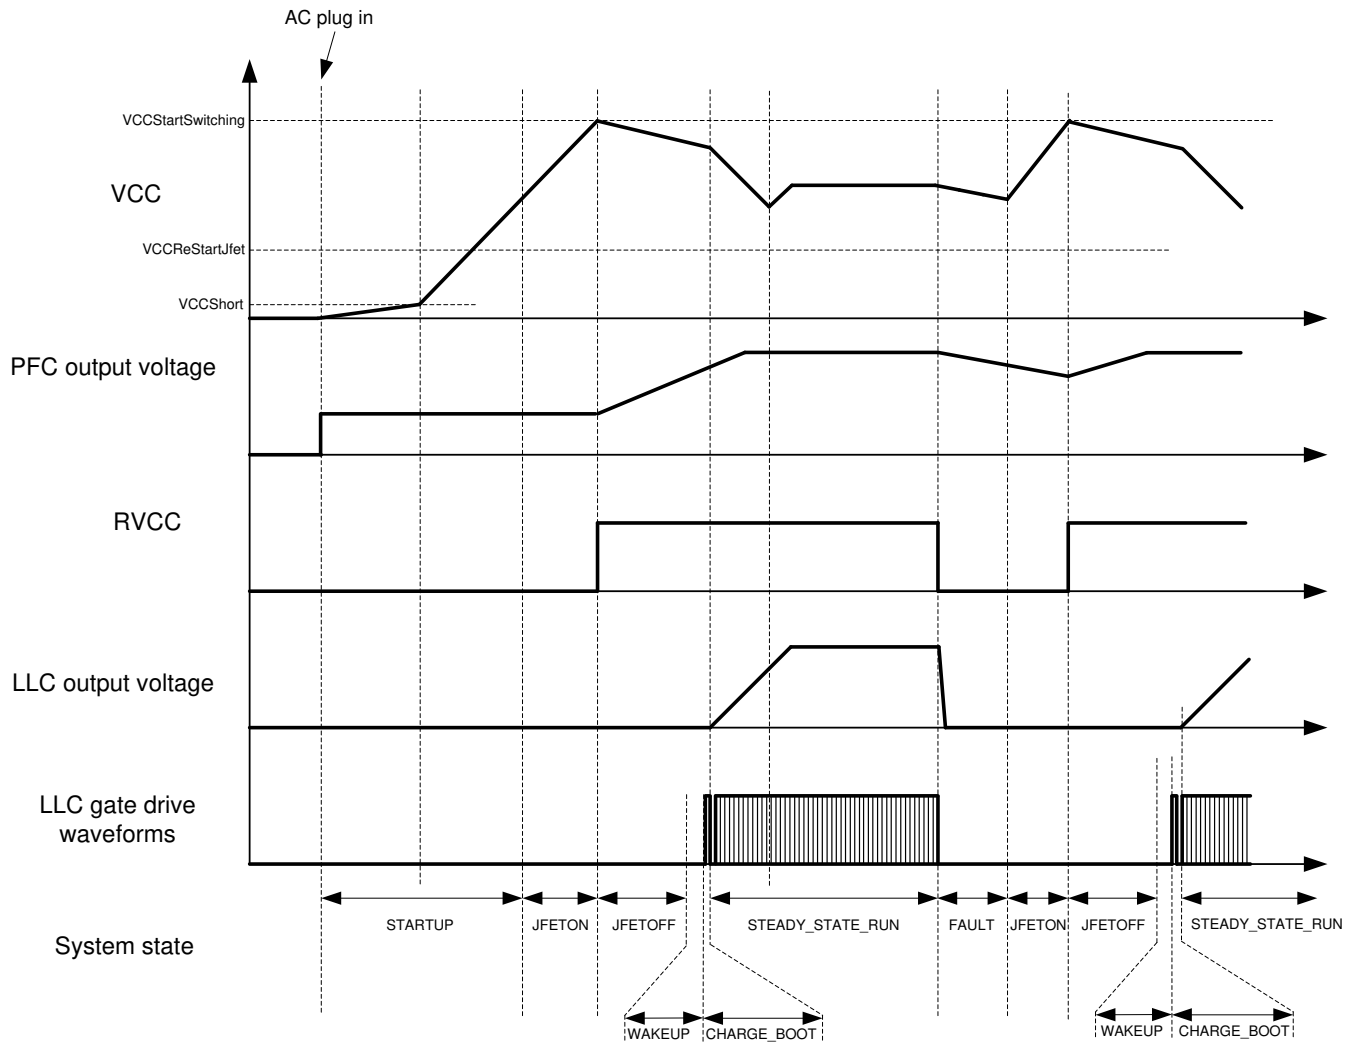 AC plug in
VCCStartSwitching
VCC
VCCReStartJfet
VCCShort
PFC output voltage
RVCC
LLC output voltage
LLC gate drive
waveforms
STARTUP
JFETON
JFETOFF
STEADY_STATE_RUN
FAULT
JFETON
JFETOFF
STEADY_STATE_RUN
System state
WAKEUP
CHARGE_BOOT
WAKEUP
CHARGE_BOOT